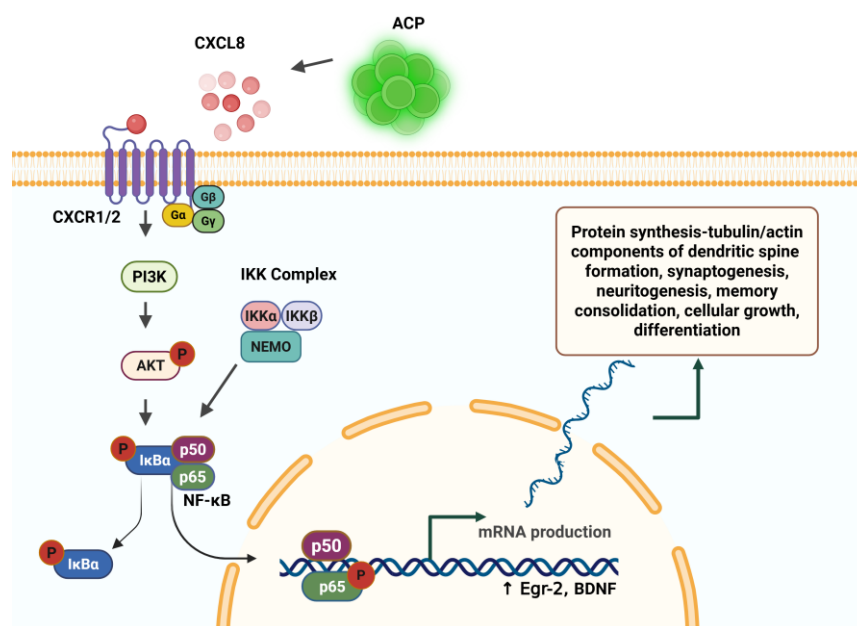 ACP
CXCL8
Gβ
Gα
Gγ
CXCR1/2
PI3K
IKK Complex
IKKα
IKKβ
NEMO
AKT
P
P
IκBα
p50
p65
NF-κB
P
IκBα
Protein synthesis-tubulin/actin
components of dendritic spine
formation, synaptogenesis,
neuritogenesis, memory
consolidation, cellular growth,
differentiation
mRNA production
p50
p65
P
↑ Egr-2, BDNF